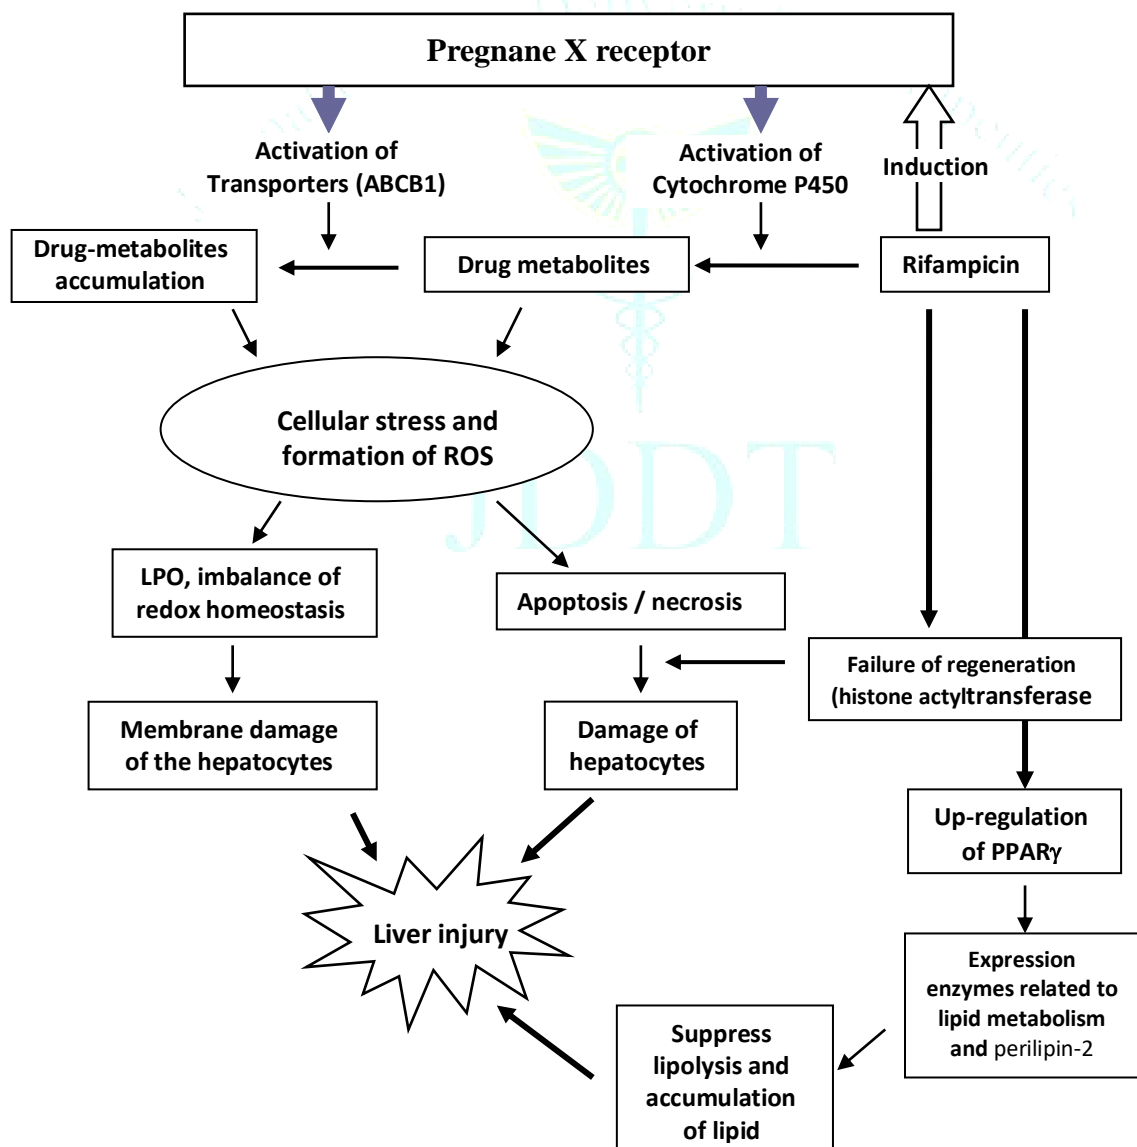 Pregnane X receptor
Activation of
Transporters (ABCB1)
Activation of
Cytochrome P450
Induction
Drug-metabolites
accumulation
Drug metabolites
Rifampicin
Cellular stress and
formation of ROS
JDDT
LPO, imbalance of
redox homeostasis
Apoptosis / necrosis
Failure of regeneration
(histone actyltransferase
Membrane damage
of the hepatocytes
Damage of
hepatocytes
Up-regulation
of PPARγ
Liver injury
Expression
enzymes related to
lipid metabolism
and perilipin-2
Suppress
lipolysis and
accumulation
of lipid